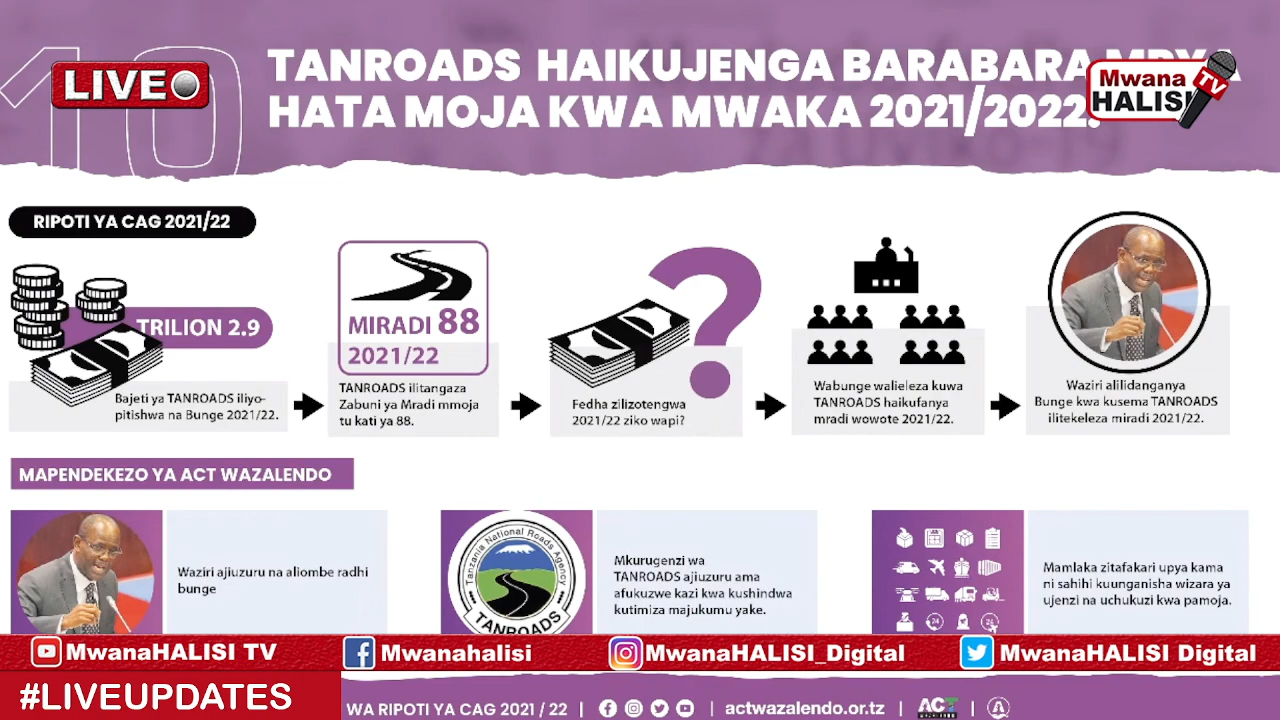 10
LIVE
TANROADS HAIKUJENGA BARABARA
HATA MOJA KWA MWAKA 2021/2022.
Mwana
HALISI
TV
RIPOTI YA CAG 2021/22
TRILION 2.9
Bajeti ya TANROADS iliyo-
pitishwa na Bunge 2021/22.
MIRADI 88
2021/22
TANROADS ilitangaza
Zabuni ya Mradi mmoja
tu kati ya 88.
?
Fedha zilizotengwa
2021/22 ziko wapi?
Wabunge walieleza kuwa
TANROADS haikufanya
mradi wowote 2021/22.
Waziri alilidanganya
Bunge kwa kusema TANROADS
ilitekeleza miradi 2021/22.
MAPENDEKEZO YA ACT WAZALENDO
Waziri ajiuzuru na aliombe radhi
bunge
Tanzania National Roads Agency
TANROADS
Mkurugenzi wa
TANROADS ajiuzuru ama
afukuzwe kazi kwa kushindwa
kutimiza majukumu yake.
Mamlaka zitafakari upya kama
ni sahihi kuunganisha wizara ya
ujenzi na uchukuzi kwa pamoja.
MwanaHALISI TV
Mwanahalisi
MwanaHALISI_Digital
MwanaHALISI Digital
#LIVEUPDATES
WA RIPOTI YA CAG 2021 / 22 | | actwazalendo.or.tz | ACT |